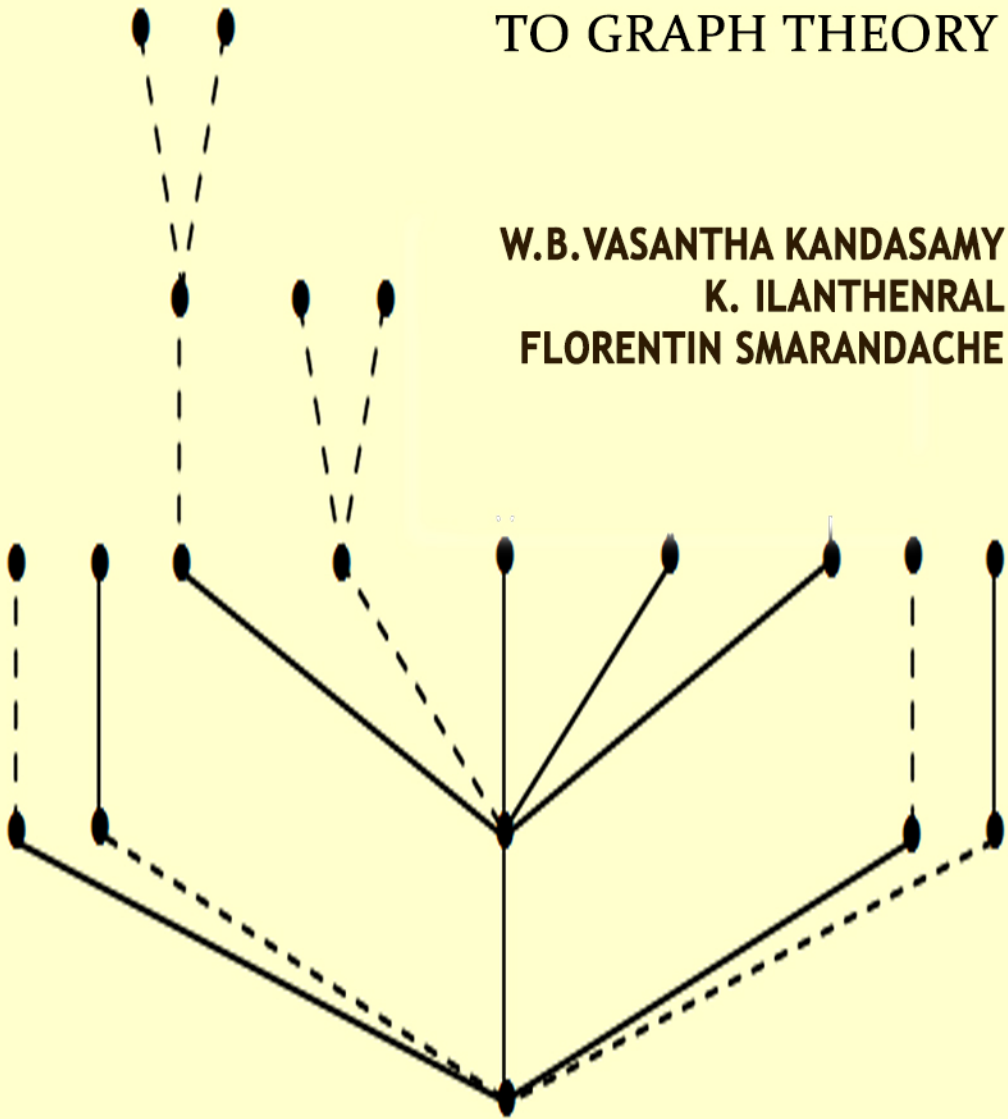 TO GRAPH THEORY
W.B.VASANTHA KANDASAMY
K. ILANTHENRAL
FLORENTIN SMARANDACHE